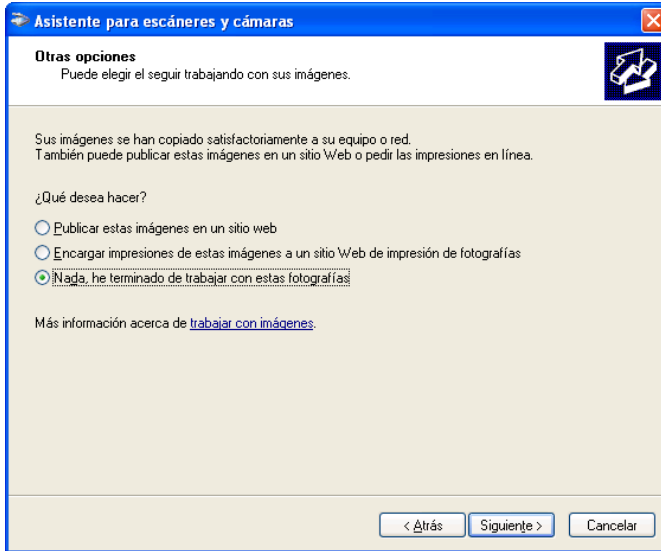 Asistente para escáneres y cámaras
Otras opciones
Puede elegir el seguir trabajando con sus imágenes.
Sus imágenes se han copiado satisfactoriamente a su equipo o red.
También puede publicar estas imágenes en un sitio Web o pedir las impresiones en línea.
¿Qué desea hacer?
Publicar estas imágenes en un sitio web
Encargar impresiones de estas imágenes a un sitio Web de impresión de fotografías
Nada, he terminado de trabajar con estas fotografías
Más información acerca de trabajar con imágenes.
< Atrás Siguiente > Cancelar